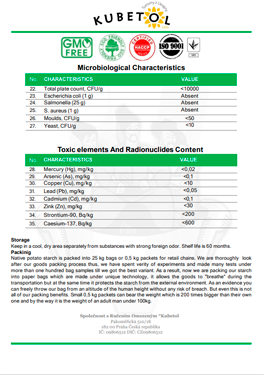 KUBETOL
GMO FREE
HACCP
ISO 9001
Microbiological Characteristics
No. CHARACTERISTICS VALUE
22. Total plate count, CFU/g <10000
23. Escherichia coli (1 g) Absent
24. Salmonella (25 g) Absent
25. S. aureus (1 g) Absent
26. Moulds, CFU/g <50
27. Yeast, CFU/g <10
Toxic elements And Radionuclides Content
No. CHARACTERISTICS VALUE
28. Mercury (Hg), mg/kg <0,02
29. Arsenic (As), mg/kg <0,1
30. Copper (Cu), mg/kg <10
31. Lead (Pb), mg/kg <0,05
32. Cadmium (Cd), mg/kg <0,1
33. Zink (Zn), mg/kg <30
34. Strontium-90, Bq/kg <200
35. Caesium-137, Bq/kg <600
Storage
Keep in a cool, dry area separately from substances with strong foreign odor. Shelf life is 60 months.
Packing
Native potato starch is packed into 25 kg bags or 0,5 kg packets for retail clients. We are thoroughly look
after our goods packing process thus, we have spent verity of experiments and made many tests under
more than one hundred bag samples till we got the best variant. As a result, now we are packing our starch
into paper bags which are made under unique technology, it allows the goods to "breathe" during the
transportation but at the same time it protects the starch from the external environment. As an evidence you
can freely throw our bag from an altitude of the human height without any risk of breach. But even this is not
all of our packing benefits. Small 0,5 kg packets can bear the weight which is 200 times bigger than their own
one and by the way it is the weight of an adult man under 100kg.
Společnost s Ručením Omezeným "Kubetol
Pakoměřická
182 00 Praha Česká republika